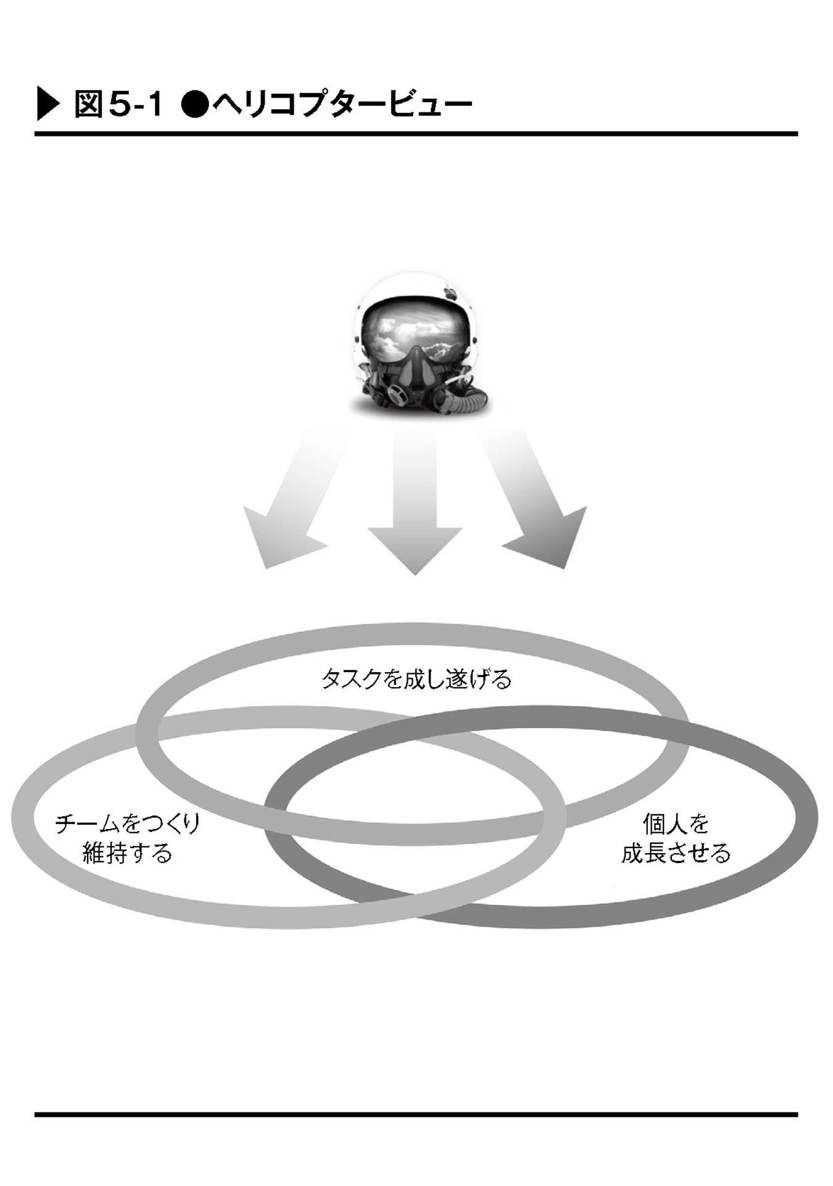 ▶ 図5-1 ●ヘリコプタービュー
タスクを成し遂げる
チームをつくり
維持する
個人を
成長させる